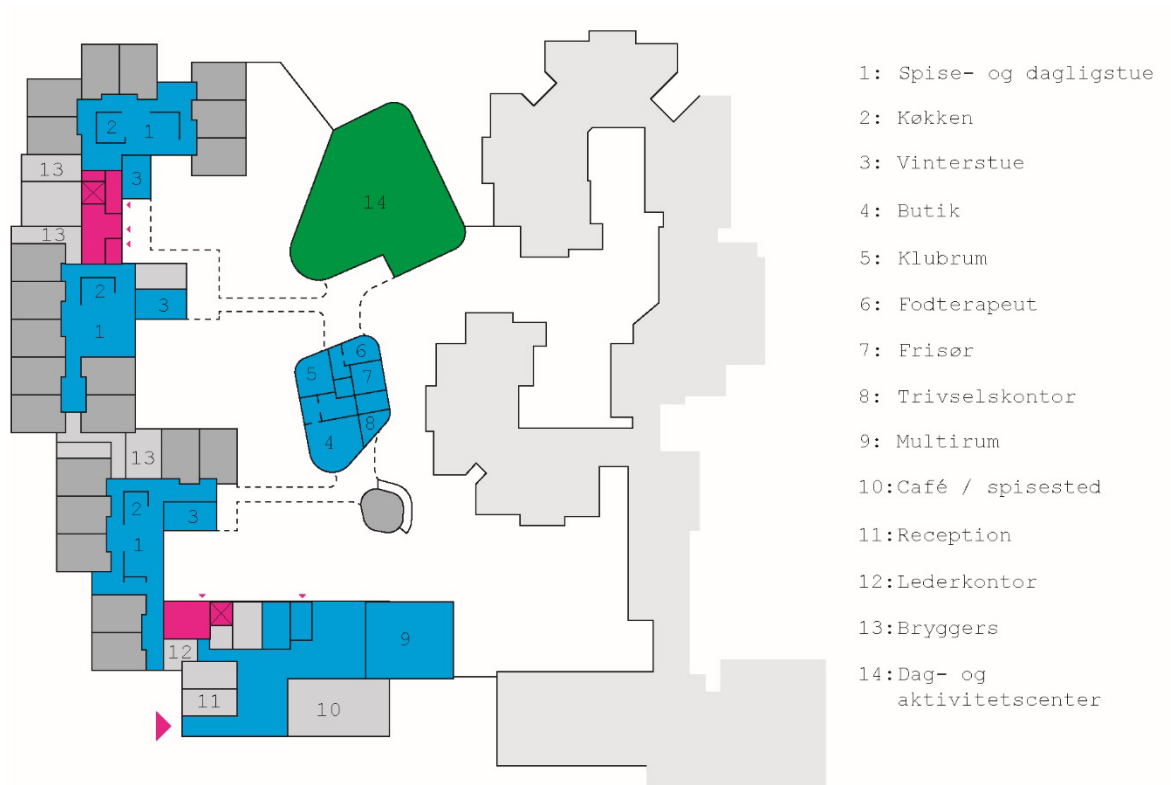 2
1
13
3
14
13
2
3
1
6
5
7
8
4
13
2
3
1
9
12
11
10
1: Spise- og dagligstue
2: Køkken
3: Vinterstue
4: Butik
5: Klubrum
6: Fodterapeut
7: Frisør
8: Trivselskontor
9: Multirum
10:Café / spisested
11:Reception
12:Lederkontor
13:Bryggers
14:Dag- og
aktivitetscenter